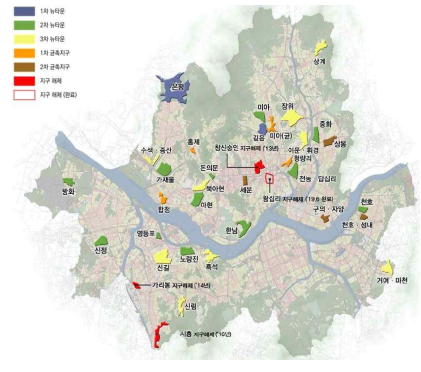 1차 뉴타운
2차 뉴타운
3차 뉴타운
1차 균촉지구
2차 균촉지구
지구 해제
지구 해제 (완료)
은평
상계
미아
장위
길음
미아(균)
중화
상봉
이문·휘경
홍제
수색·증산
창신숭인 지구해제 ('13년)
청량리
가재울
돈의문
북아현
전농·답십리
세운
왕십리 지구해제 ('19.6 완료)
방화
합정
아현
구의·자양
천호
천호·성내
한남
영등포
신정
신길
노량진
흑석
거여·마천
가리봉 지구해제 ('14년)
신림
시흥 지구해제 ('16년)